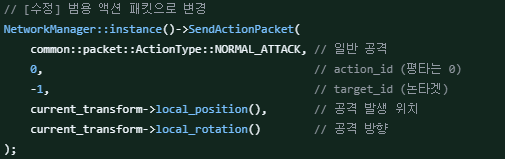 // [수정] 범용 액션 패킷으로 변경
NetworkManager::instance()->SendActionPacket(
common::packet::ActionType::NORMAL_ATTACK, // 일반 공격
0, // action_id (평타는 0)
-1, // target_id (논타겟)
current_transform->local_position(), // 공격 발생 위치
current_transform->local_rotation() // 공격 방향
);